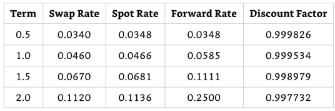 Term Swap Rate Spot Rate Forward Rate Discount Factor
0.5 0.0340 0.0348 0.0348 0.999826
1.0 0.0460 0.0466 0.0585 0.999534
1.5 0.0670 0.0681 0.1111 0.998979
2.0 0.1120 0.1136 0.2500 0.997732